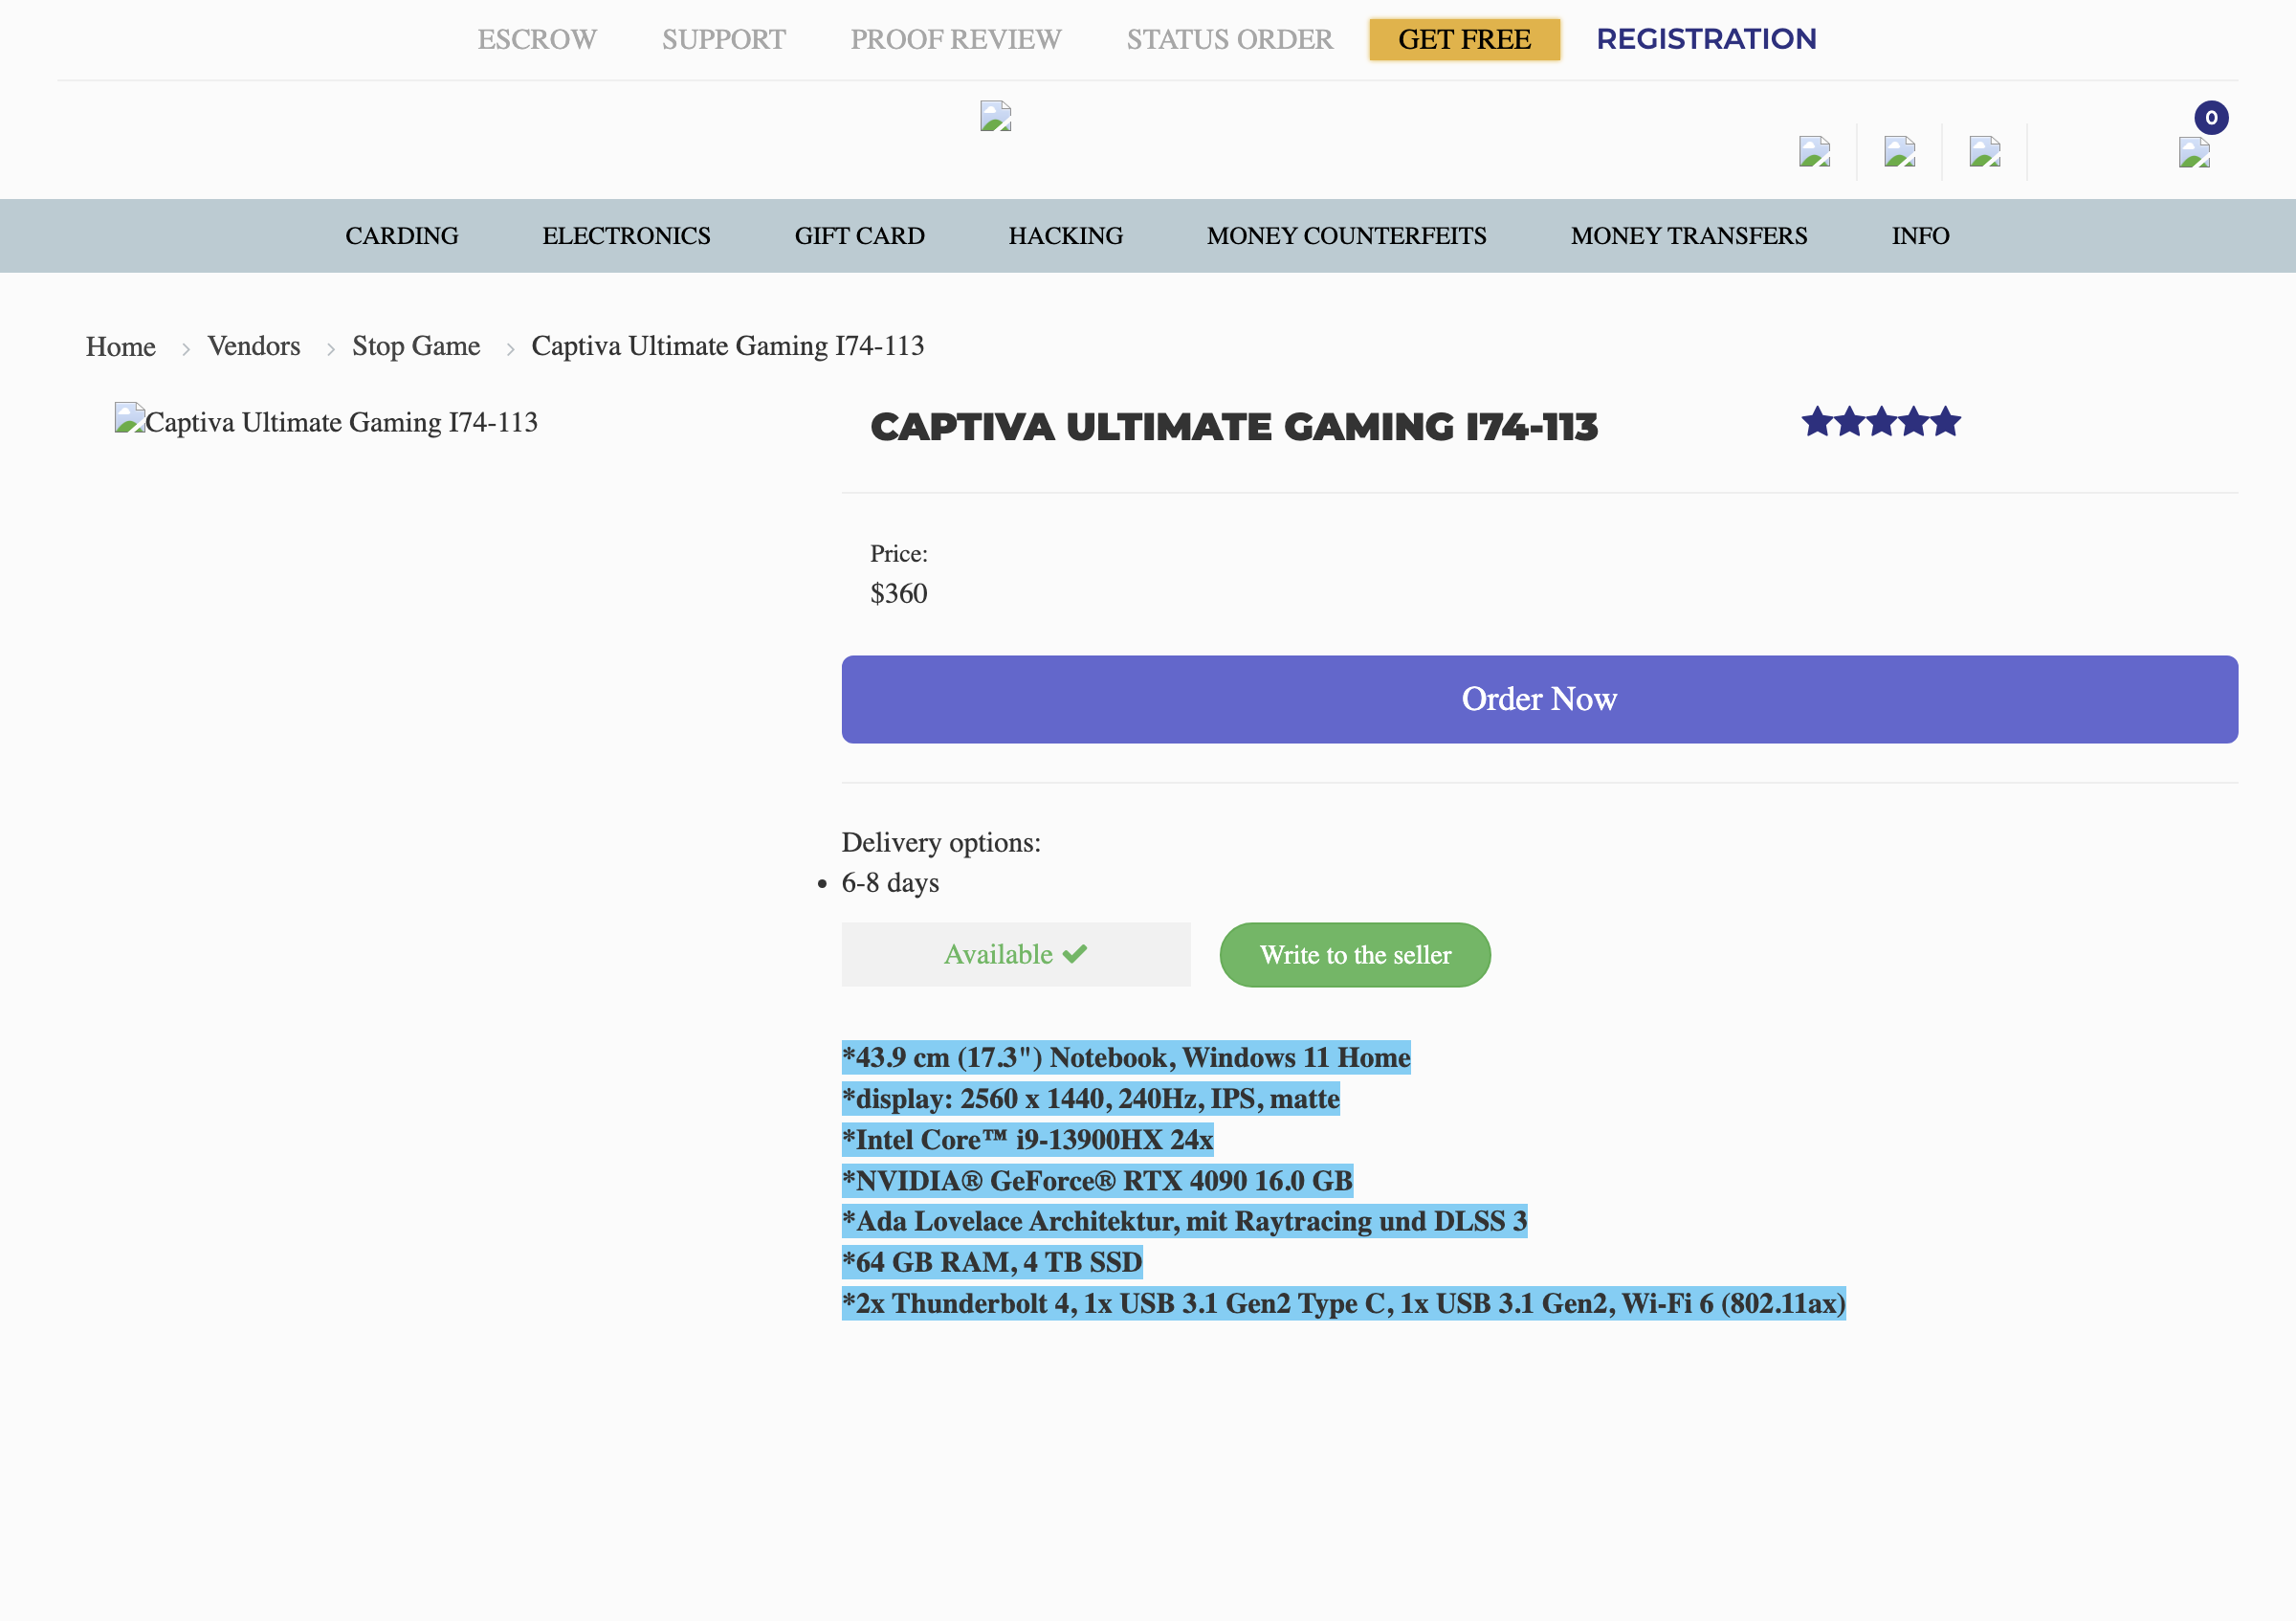 ESCROW SUPPORT PROOF REVIEW STATUS ORDER GET FREE REGISTRATION
0
CARDING ELECTRONICS GIFT CARD HACKING MONEY COUNTERFEITS MONEY TRANSFERS INFO
Home > Vendors > Stop Game > Captiva Ultimate Gaming I74-113
Captiva Ultimate Gaming I74-113
CAPTIVA ULTIMATE GAMING I74-113
Price:
$360
Order Now
Delivery options:
• 6-8 days
Available ✔
Write to the seller
*43.9 cm (17.3") Notebook, Windows 11 Home
*display: 2560 x 1440, 240Hz, IPS, matte
*Intel Core™ i9-13900HX 24x
*NVIDIA® GeForce® RTX 4090 16.0 GB
*Ada Lovelace Architektur, mit Raytracing und DLSS 3
*64 GB RAM, 4 TB SSD
*2x Thunderbolt 4, 1x USB 3.1 Gen2 Type C, 1x USB 3.1 Gen2, Wi-Fi 6 (802.11ax)